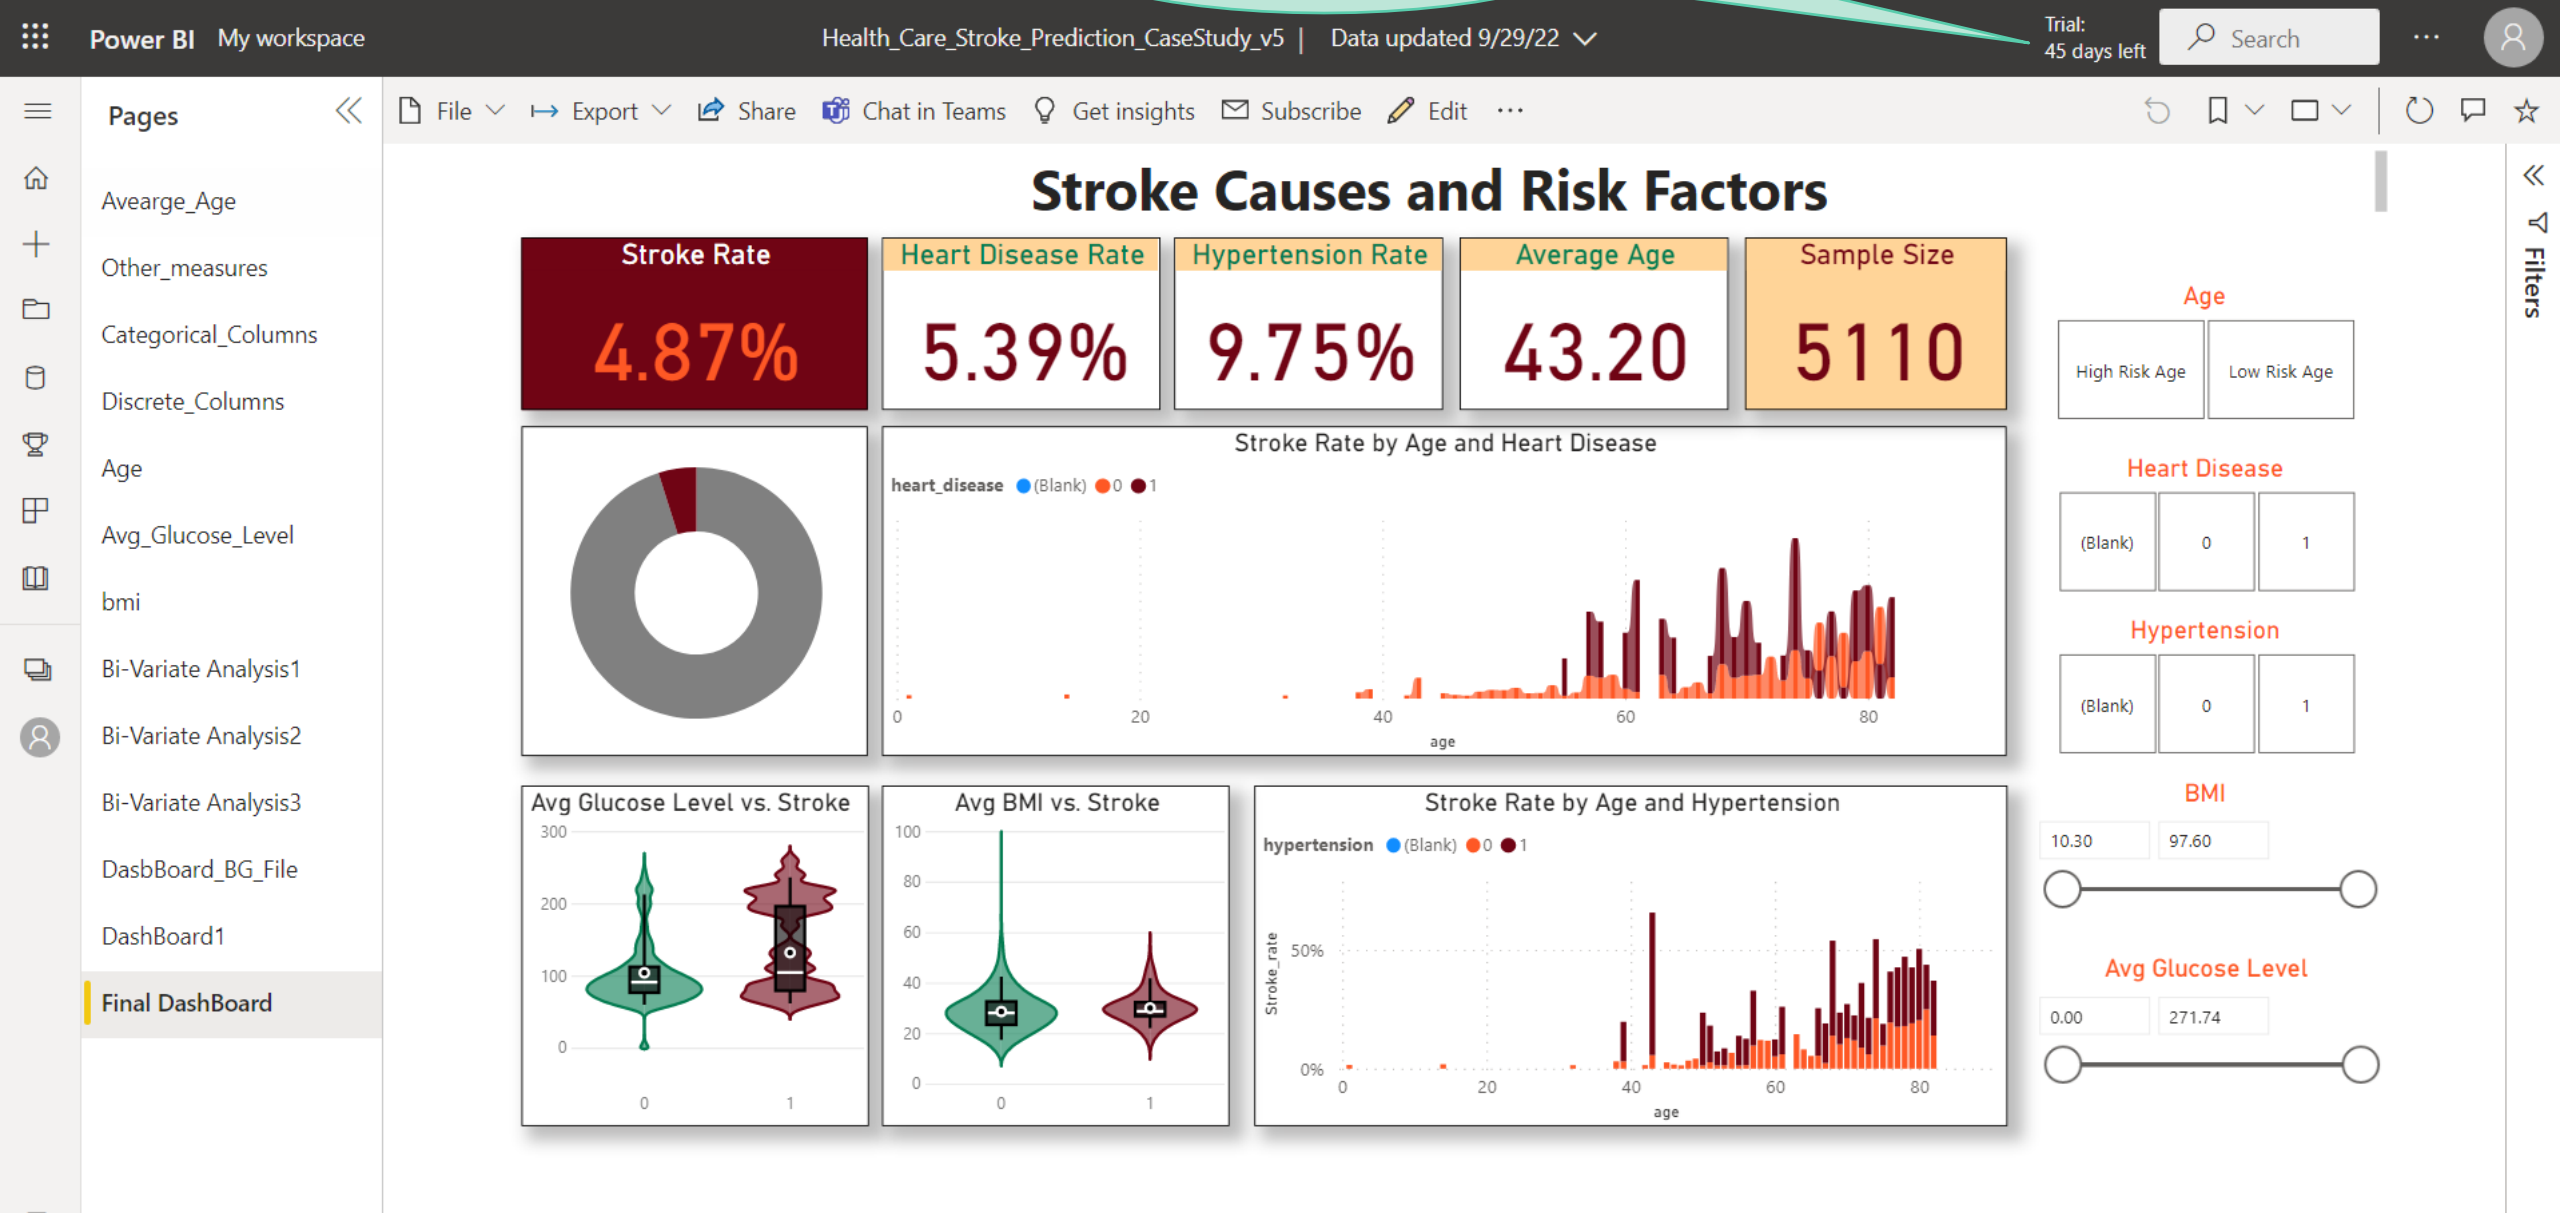 Power BI My workspace
Health_Care_Stroke_Prediction_CaseStudy_v5 | Data updated 9/29/22
Trial:
45 days left
Search
Pages
File
Export
Share
Chat in Teams
Get insights
Subscribe
Edit
Avearge_Age
Other_measures
Categorical_Columns
Discrete_Columns
Age
Avg_Glucose_Level
bmi
Bi-Variate Analysis1
Bi-Variate Analysis2
Bi-Variate Analysis3
DasbBoard_BG_File
DashBoard1
Final DashBoard
Stroke Causes and Risk Factors
Stroke Rate
4.87%
Heart Disease Rate
5.39%
Hypertension Rate
9.75%
Average Age
43.20
Sample Size
5110
Stroke Rate by Age and Heart Disease
heart_disease (Blank) 0 1
0 20 40 60 80
age
Avg Glucose Level vs. Stroke
300
200
100
0
0 1
Avg BMI vs. Stroke
100
80
60
40
20
0
0 1
Stroke Rate by Age and Hypertension
hypertension (Blank) 0 1
Stroke_rate
50%
0%
0 20 40 60 80
age
Age
High Risk Age Low Risk Age
Heart Disease
(Blank) 0 1
Hypertension
(Blank) 0 1
BMI
10.30 97.60
Avg Glucose Level
0.00 271.74
Filters